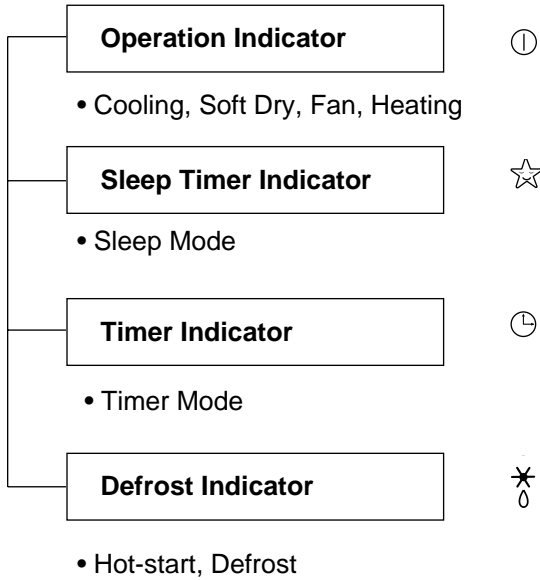 Operation Indicator
• Cooling, Soft Dry, Fan, Heating
Sleep Timer Indicator
• Sleep Mode
Timer Indicator
• Timer Mode
Defrost Indicator
• Hot-start, Defrost